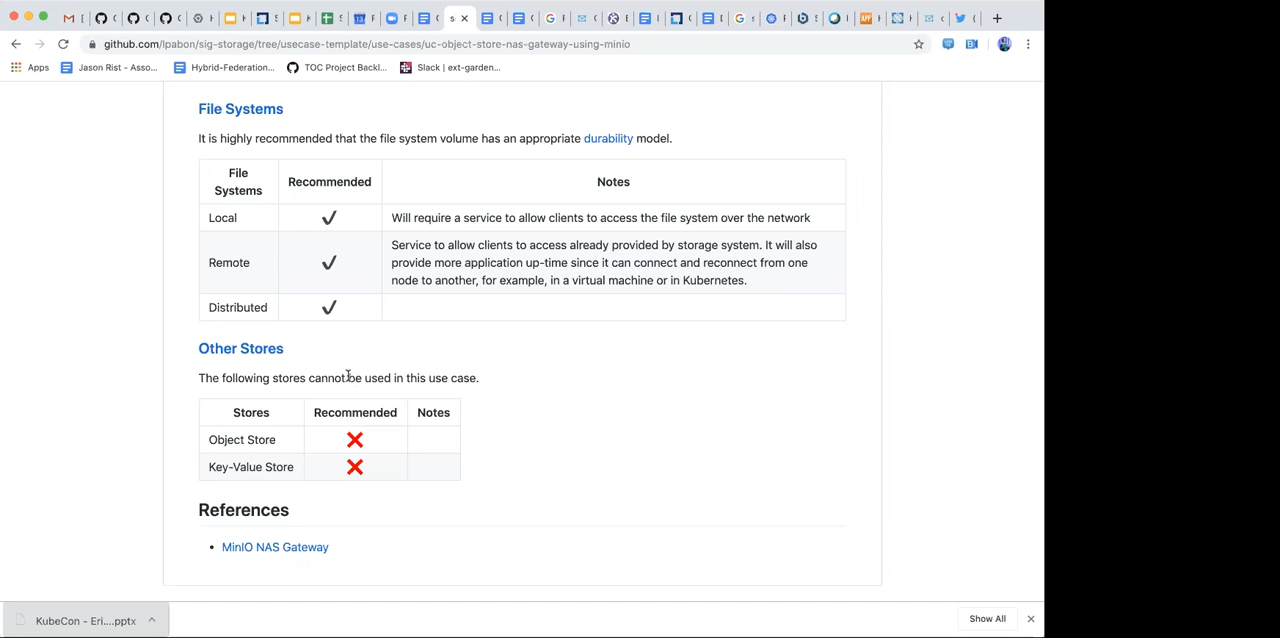 github.com/lpabon/sig-storage/tree/usecase-template/use-cases/uc-object-store-nas-gateway-using-minio
Apps
Jason Rist - Asso...
Hybrid-Federation...
TOC Project Backl...
Slack | ext-garden...
File Systems
It is highly recommended that the file system volume has an appropriate durability model.
File
Systems
Recommended
Notes
Local
✓
Will require a service to allow clients to access the file system over the network
Remote
✓
Service to allow clients to access already provided by storage system. It will also
provide more application up-time since it can connect and reconnect from one
node to another, for example, in a virtual machine or in Kubernetes.
Distributed
✓
Other Stores
The following stores cannot be used in this use case.
Stores
Recommended
Notes
Object Store
❌
Key-Value Store
❌
References
• MinIO NAS Gateway
KubeCon - Eri....pptx
Show All